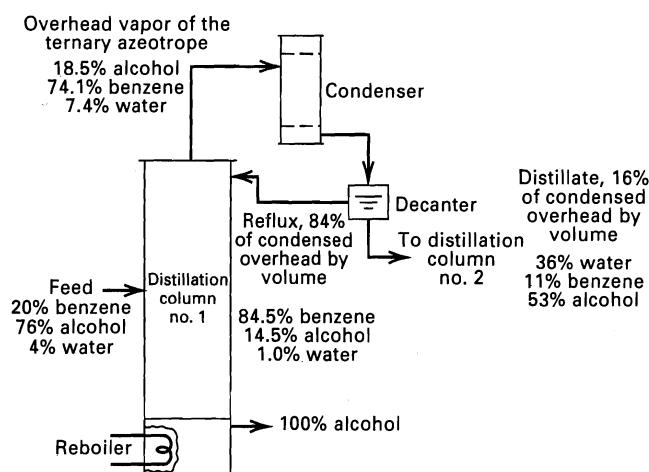 Overhead vapor of the
ternary azeotrope
18.5% alcohol
74.1% benzene
7.4% water
Condenser
Decanter
Distillate, 16%
of condensed
overhead by
volume
36% water
11% benzene
53% alcohol
Reflux, 84%
of condensed
overhead by
volume
To distillation
column
no. 2
84.5% benzene
14.5% alcohol
1.0% water
Feed
20% benzene
76% alcohol
4% water
Distillation
column
no. 1
100% alcohol
Reboiler